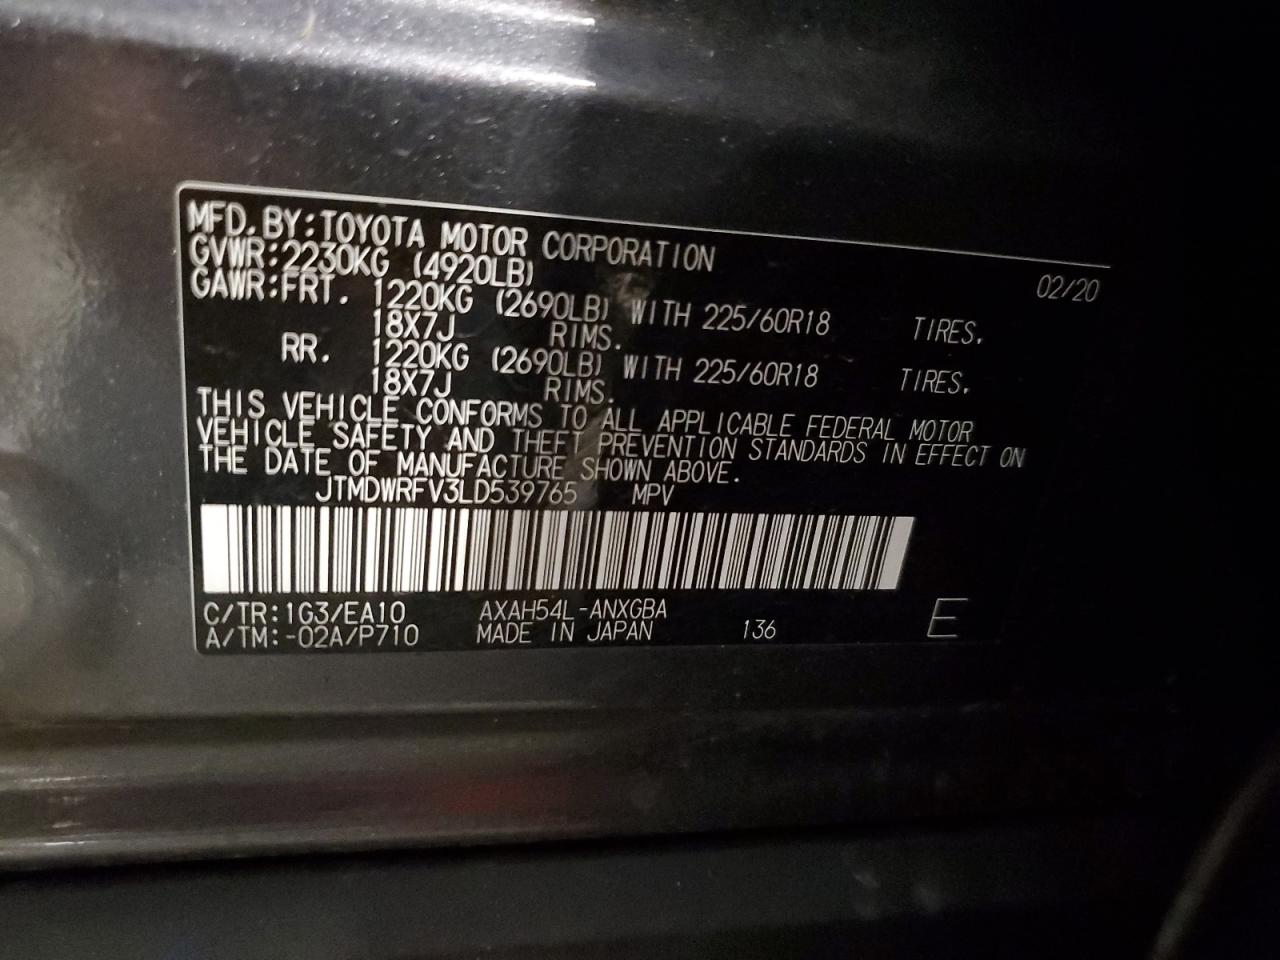 MFD. BY:TOYOTA MOTOR CORPORATION 02/20
GVWR:2230KG (4920LB)
GAWR:FRT. 1220KG (2690LB) WITH 225/60R18 TIRES.
18X7J RIMS.
RR. 1220KG (2690LB) WITH 225/60R18 TIRES.
18X7J RIMS.
THIS VEHICLE CONFORMS TO ALL APPLICABLE FEDERAL MOTOR
VEHICLE SAFETY AND THEFT PREVENTION STANDARDS IN EFFECT ON
THE DATE OF MANUFACTURE SHOWN ABOVE.
JTMDWRFV3LD539765 MPV
C/TR:1G3/EA10 AXAH54L-ANXGBA
A/TM:-02A/P710 MADE IN JAPAN 136 E